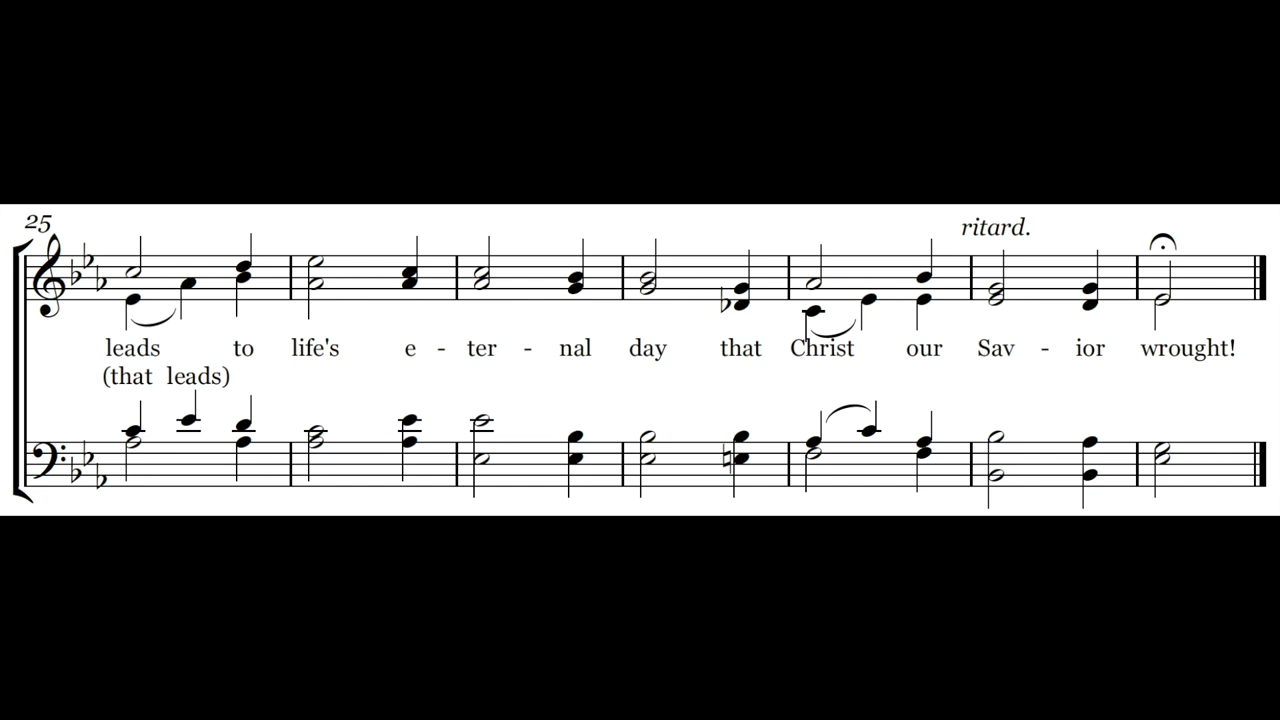 25
ritard.
leads to life's e - ter - nal day that Christ our Sav - ior wrought!
(that leads)